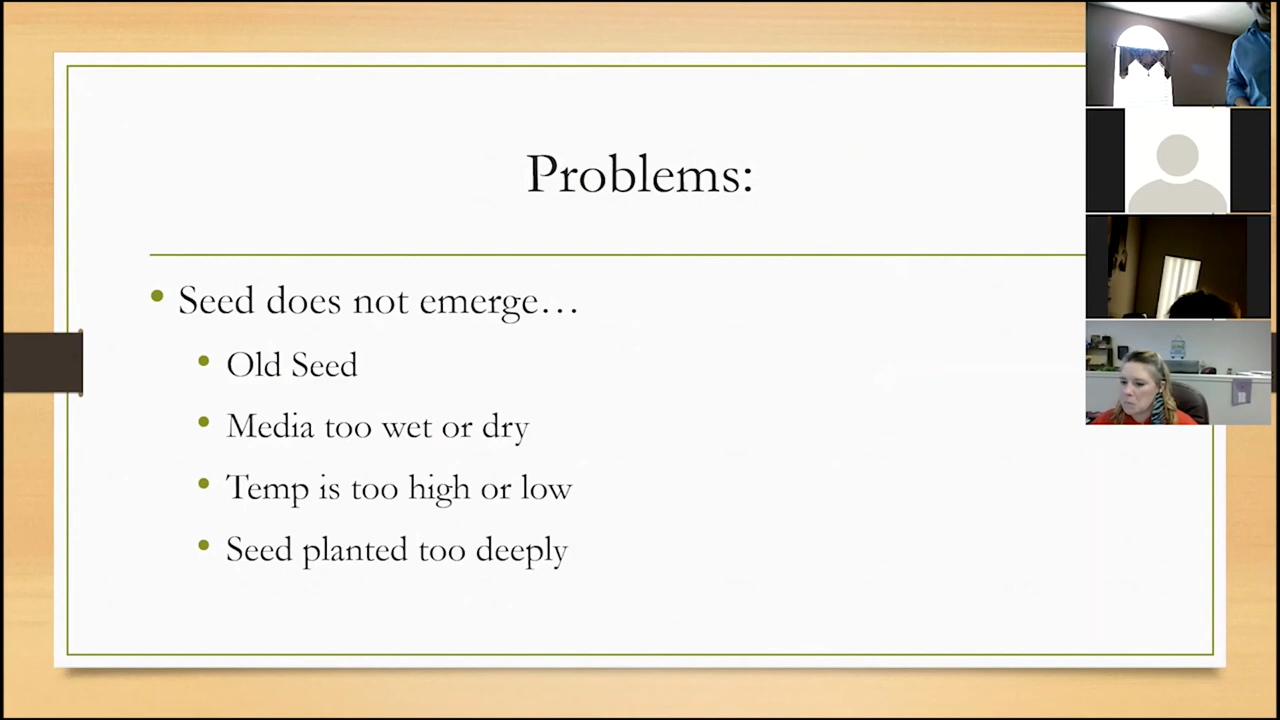 Problems:
Seed does not emerge…
Old Seed
Media too wet or dry
Temp is too high or low
Seed planted too deeply